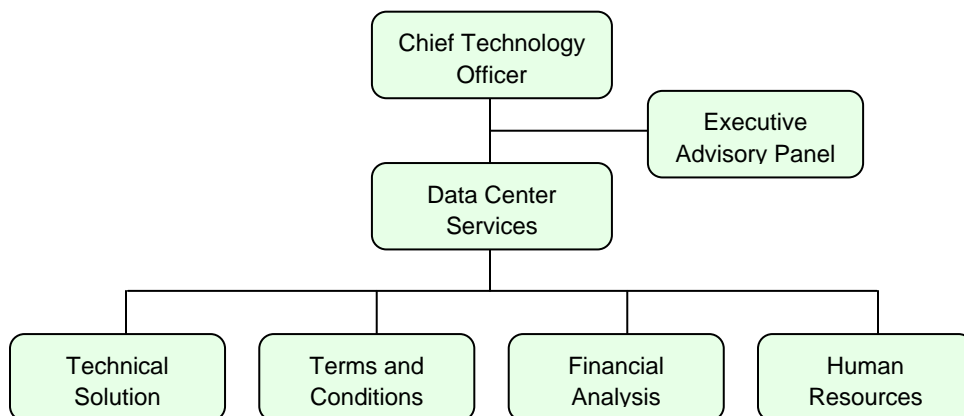 Chief Technology
Officer
Executive
Advisory Panel
Data Center
Services
Technical
Solution
Terms and
Conditions
Financial
Analysis
Human
Resources